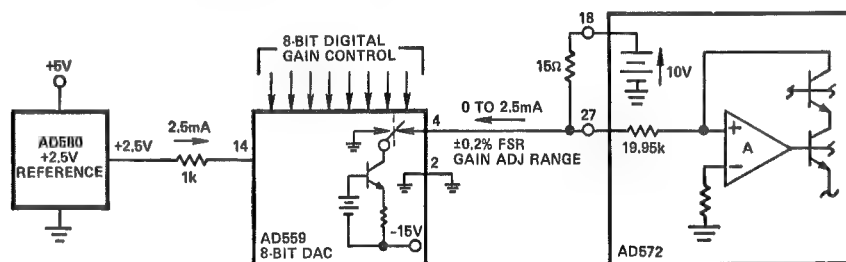 8-BIT DIGITAL
GAIN CONTROL
+5V
AD580
+2.5V
REFERENCE
+2.5V
2.5mA
1k
14
4
2
-15V
AD559
8-BIT DAC
0 TO 2.5mA
±0.2% FSR
GAIN ADJ RANGE
18
15Ω
10V
27
19.95k
+
A
−
AD572